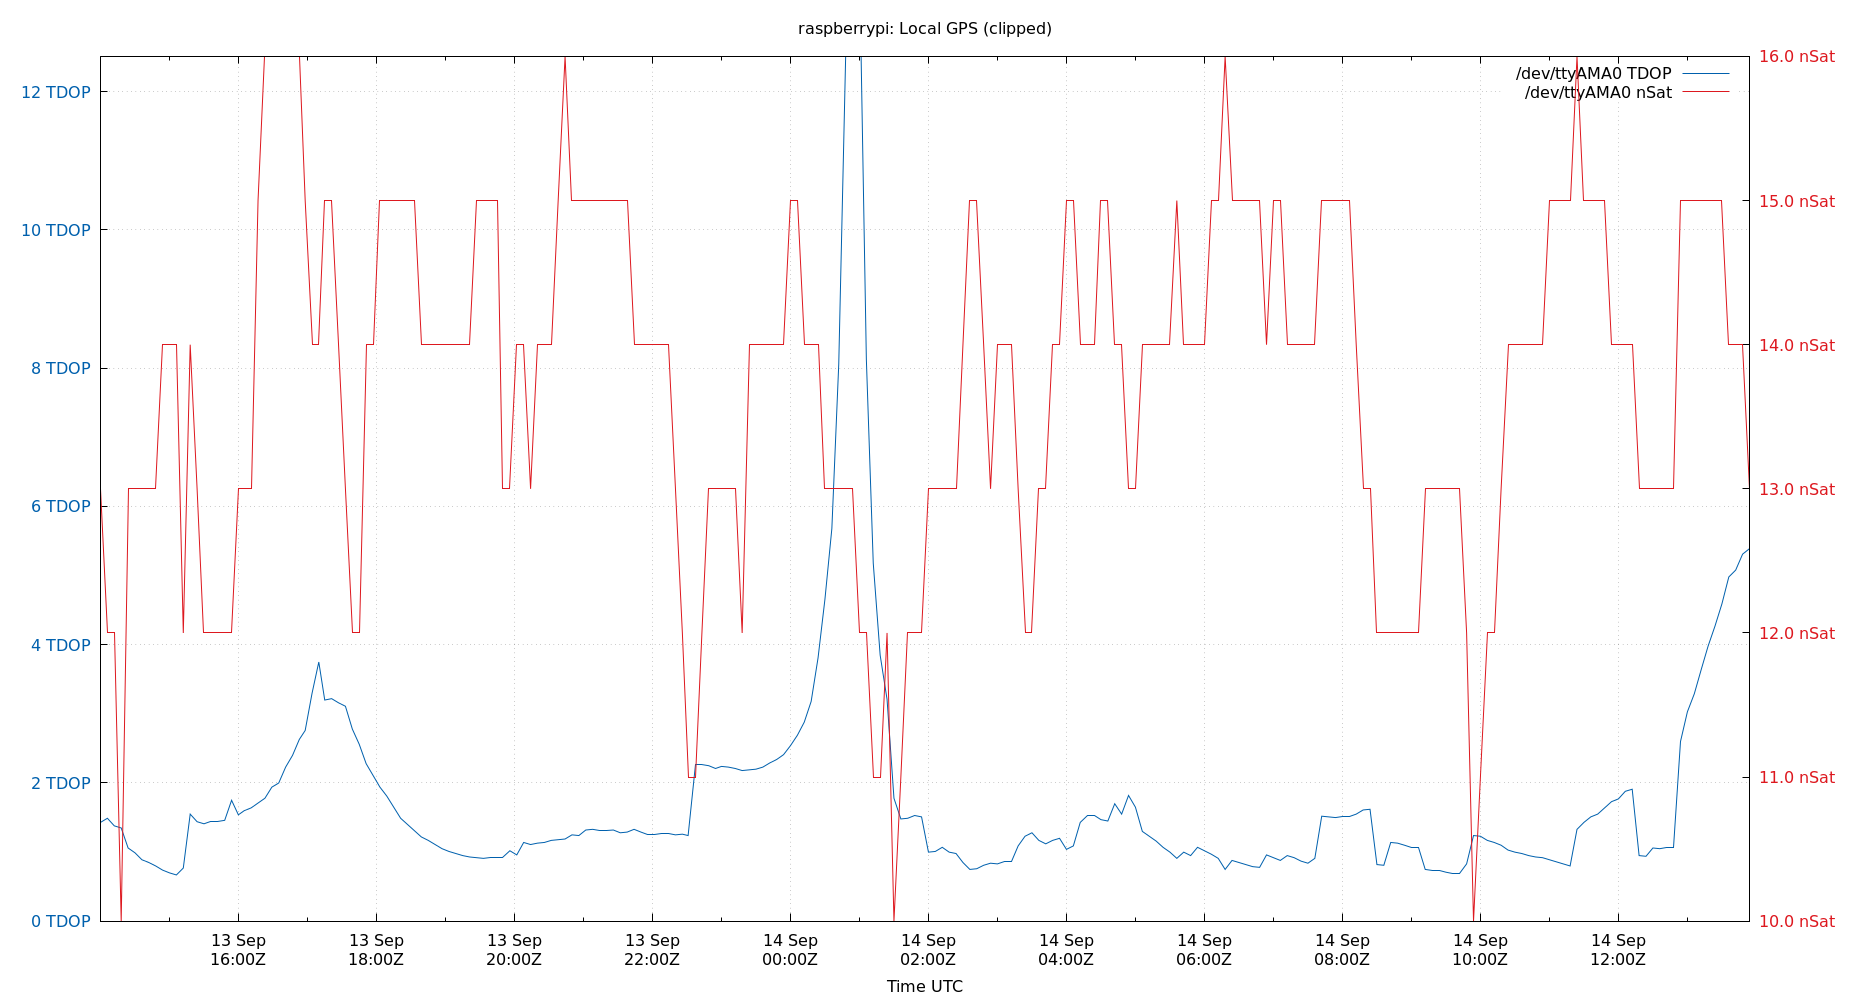 raspberrypi: Local GPS (clipped)
/dev/ttyAMA0 TDOP
/dev/ttyAMA0 nSat
12 TDOP
10 TDOP
8 TDOP
6 TDOP
4 TDOP
2 TDOP
0 TDOP
16.0 nSat
15.0 nSat
14.0 nSat
13.0 nSat
12.0 nSat
11.0 nSat
10.0 nSat
13 Sep
16:00Z
13 Sep
18:00Z
13 Sep
20:00Z
13 Sep
22:00Z
14 Sep
00:00Z
14 Sep
02:00Z
14 Sep
04:00Z
14 Sep
06:00Z
14 Sep
08:00Z
14 Sep
10:00Z
14 Sep
12:00Z
Time UTC